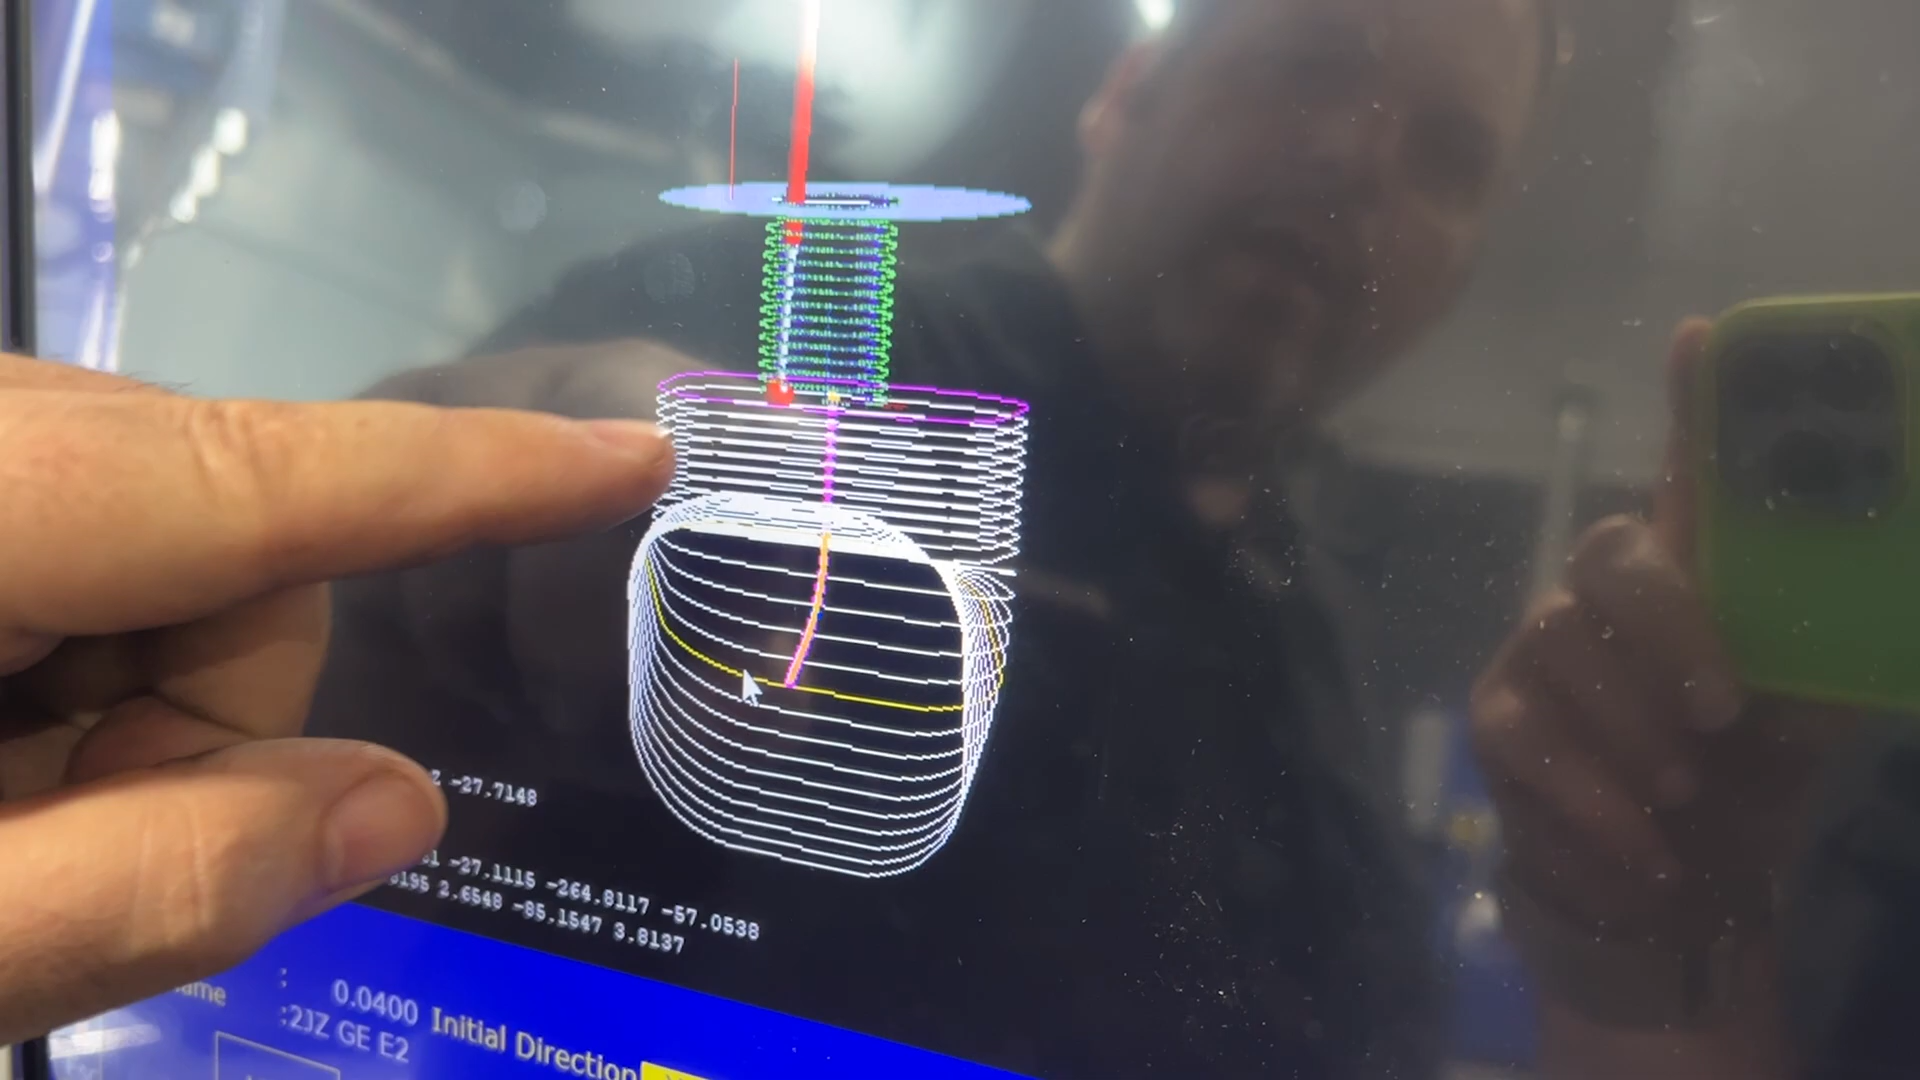 Z -27.7148
-27.1115 -264.8117 -57.0538
2.6548 -85.1547 3.8137
: 0.0400 Initial Direction
:2JZ GE E2